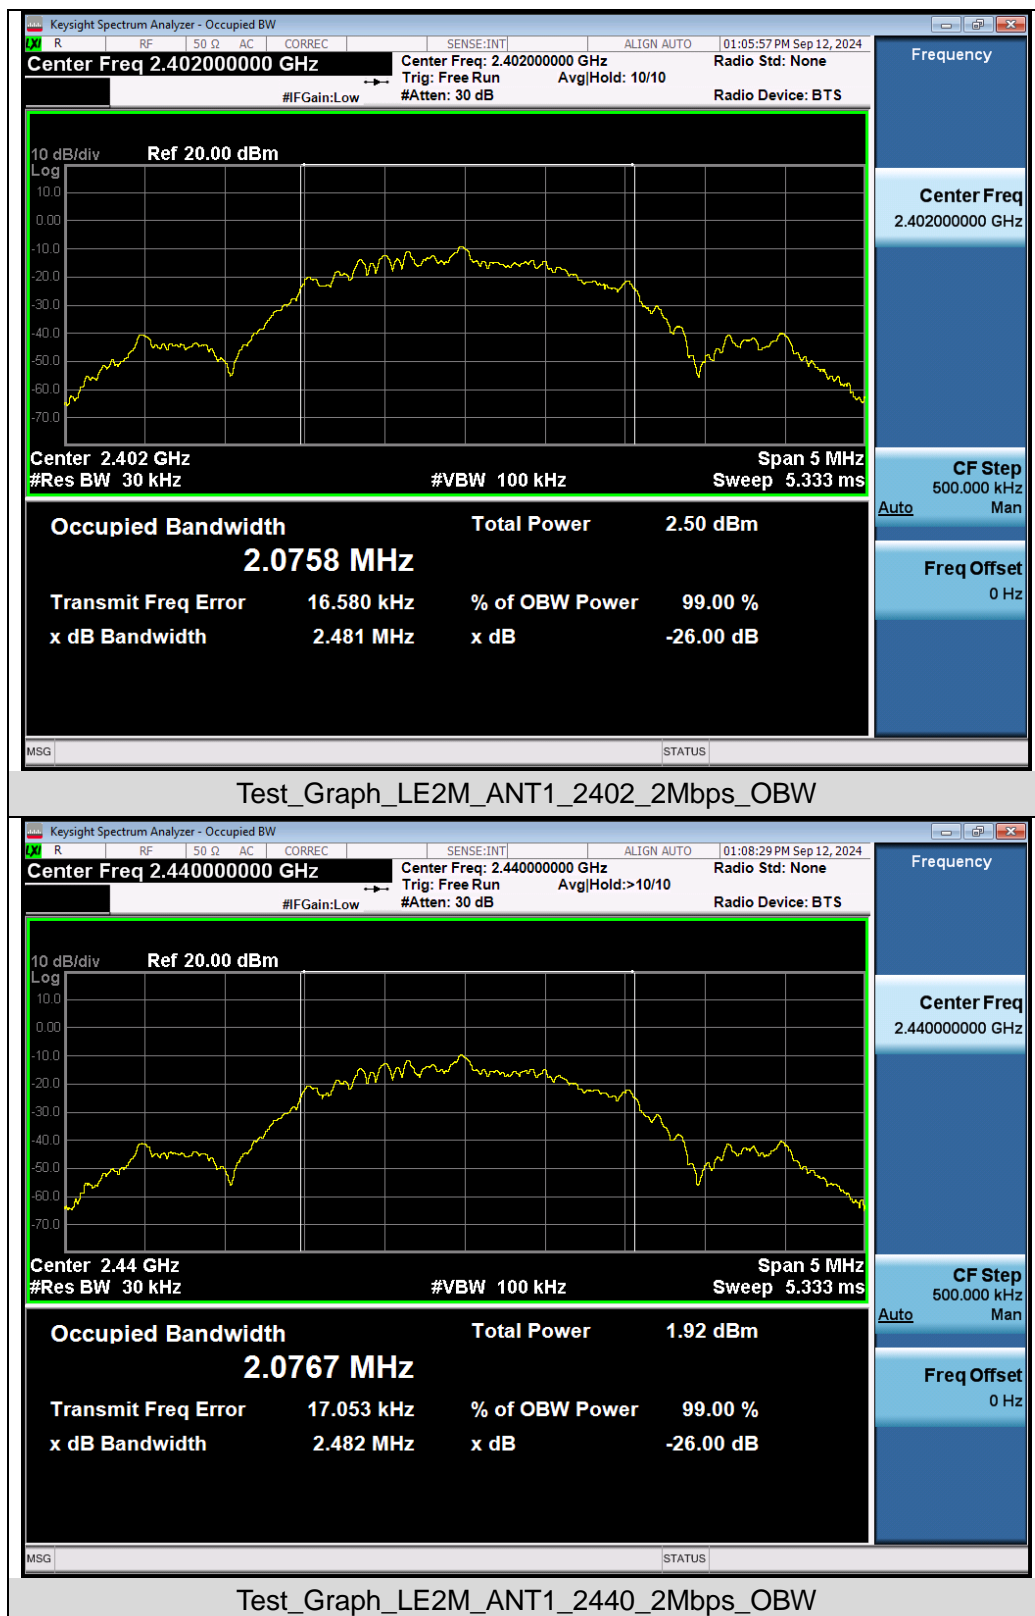 Keysight Spectrum Analyzer - Occupied BW
LXI R RF 50 Ω AC CORREC SENSE:INT ALIGN AUTO 01:05:57 PM Sep 12, 2024
Center Freq 2.402000000 GHz
Center Freq: 2.402000000 GHz Radio Std: None
Trig: Free Run Avg|Hold: 10/10
#IFGain:Low #Atten: 30 dB Radio Device: BTS
10 dB/div Ref 20.00 dBm
Log
10.0
0.00
-10.0
-20.0
-30.0
-40.0
-50.0
-60.0
-70.0
Center 2.402 GHz Span 5 MHz
#Res BW 30 kHz #VBW 100 kHz Sweep 5.333 ms
Occupied Bandwidth Total Power 2.50 dBm
2.0758 MHz
Transmit Freq Error 16.580 kHz % of OBW Power 99.00 %
x dB Bandwidth 2.481 MHz x dB -26.00 dB
MSG STATUS
Frequency
Center Freq
2.402000000 GHz
CF Step
500.000 kHz
Auto Man
Freq Offset
0 Hz
Test_Graph_LE2M_ANT1_2402_2Mbps_OBW
Keysight Spectrum Analyzer - Occupied BW
LXI R RF 50 Ω AC CORREC SENSE:INT ALIGN AUTO 01:08:29 PM Sep 12, 2024
Center Freq 2.440000000 GHz
Center Freq: 2.440000000 GHz Radio Std: None
Trig: Free Run Avg|Hold:>10/10
#IFGain:Low #Atten: 30 dB Radio Device: BTS
10 dB/div Ref 20.00 dBm
Log
10.0
0.00
-10.0
-20.0
-30.0
-40.0
-50.0
-60.0
-70.0
Center 2.44 GHz Span 5 MHz
#Res BW 30 kHz #VBW 100 kHz Sweep 5.333 ms
Occupied Bandwidth Total Power 1.92 dBm
2.0767 MHz
Transmit Freq Error 17.053 kHz % of OBW Power 99.00 %
x dB Bandwidth 2.482 MHz x dB -26.00 dB
MSG STATUS
Frequency
Center Freq
2.440000000 GHz
CF Step
500.000 kHz
Auto Man
Freq Offset
0 Hz
Test_Graph_LE2M_ANT1_2440_2Mbps_OBW